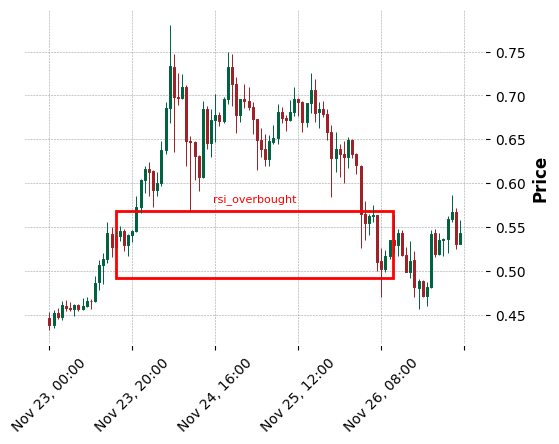 0.75
0.70
0.65
0.60
0.55
0.50
0.45
Price
rsi_overbought
Nov 23, 00:00
Nov 23, 20:00
Nov 24, 16:00
Nov 25, 12:00
Nov 26, 08:00